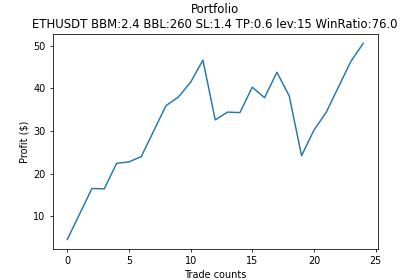 Portfolio
ETHUSDT BBM:2.4 BBL:260 SL:1.4 TP:0.6 lev:15 WinRatio:76.0
Profit ($)
50
40
30
20
10
0
5
10
15
20
25
Trade counts